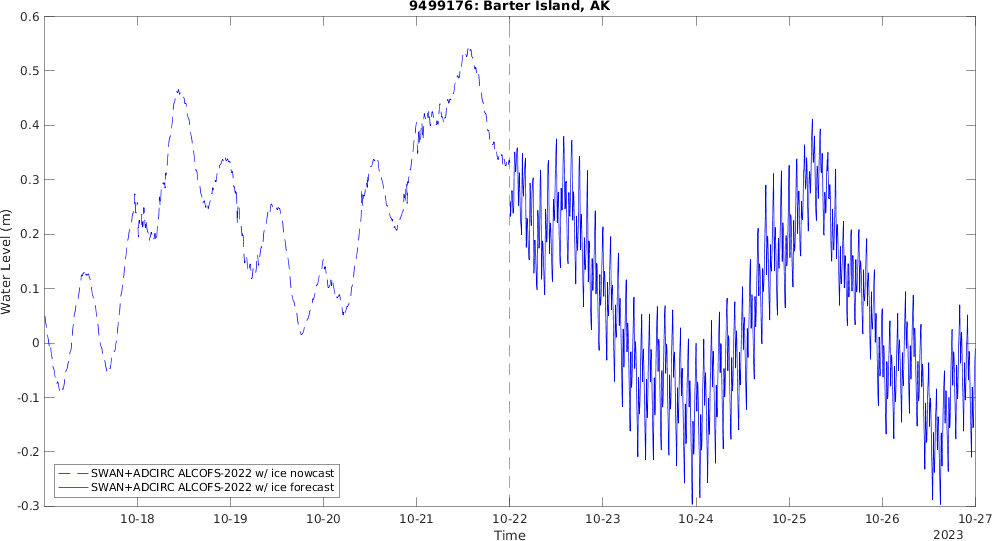 9499176: Barter Island, AK
0.6
0.5
0.4
0.3
0.2
0.1
0
-0.1
-0.2
-0.3
Water Level (m)
SWAN+ADCIRC ALCOFS-2022 w/ ice nowcast
SWAN+ADCIRC ALCOFS-2022 w/ ice forecast
10-18 10-19 10-20 10-21 10-22 10-23 10-24 10-25 10-26 10-27
Time
2023